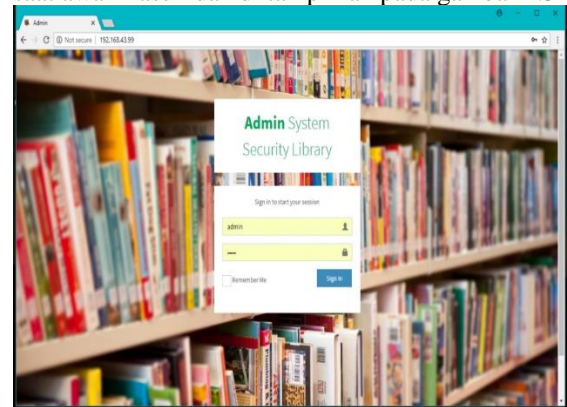 Admin
Not secure | 192.168.43.99
Admin System
Security Library
Sign in to start your session
admin
Remember Me
Sign In